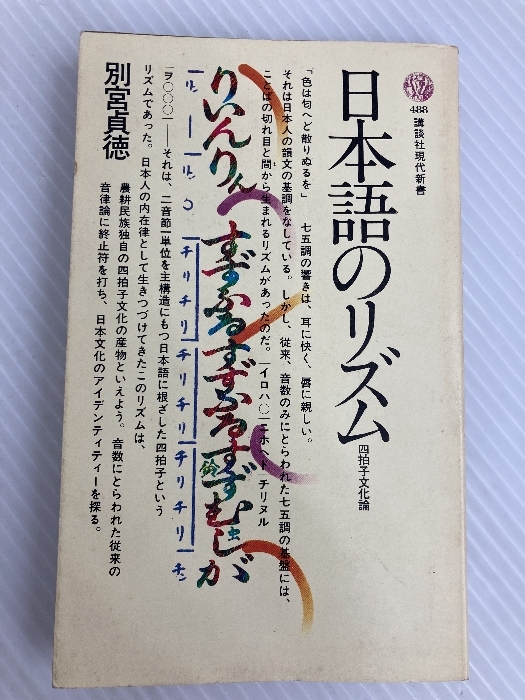 488
講談社現代新書
日本語のリズム
四拍子文化論
「色は匂へど散りぬるを」　七五調の響きは、耳に快く、唇に親しい。
それは日本人の韻文の基調をなしている。しかし、従来、音数のみにとらわれた七五調の基盤には、
ことばの切れ目と間から生まれるリズムがあったのだ。｜イロハ〇｜ニホヘト｜チリヌル
｜ヲ〇〇〇｜── それは、二音節一単位を主構造にもつ日本語に根ざした四拍子という
リズムであった。日本人の内在律として生きつづけてきたこのリズムは、
農耕民族独自の四拍子文化の産物といえよう。音数にとらわれた従来の
音律論に終止符を打ち、日本文化のアイデンティティーを探る。
りいんりん
チリチリ｜チリチリ｜チリチリ｜チン
別宮貞徳